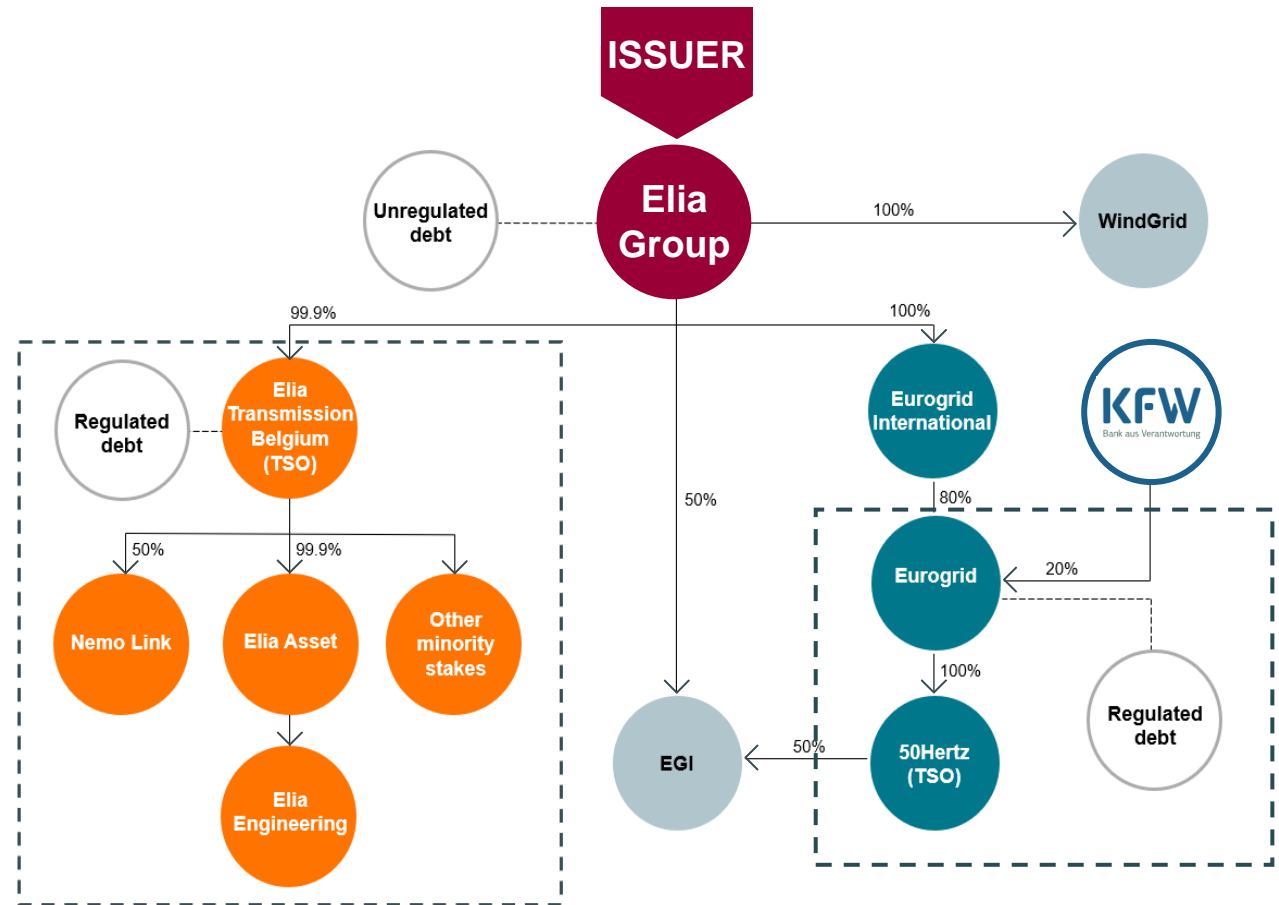 ISSUER
Elia
Group
Unregulated
debt
100%
WindGrid
99.9%
100%
Regulated
debt
Elia
Transmission
Belgium
(TSO)
Eurogrid
International
KFW
Bank aus Verantwortung
50%
80%
50%
99.9%
Nemo Link
Elia Asset
Other
minority
stakes
Eurogrid
20%
100%
Regulated
debt
EGI
50%
50Hertz
(TSO)
Elia
Engineering